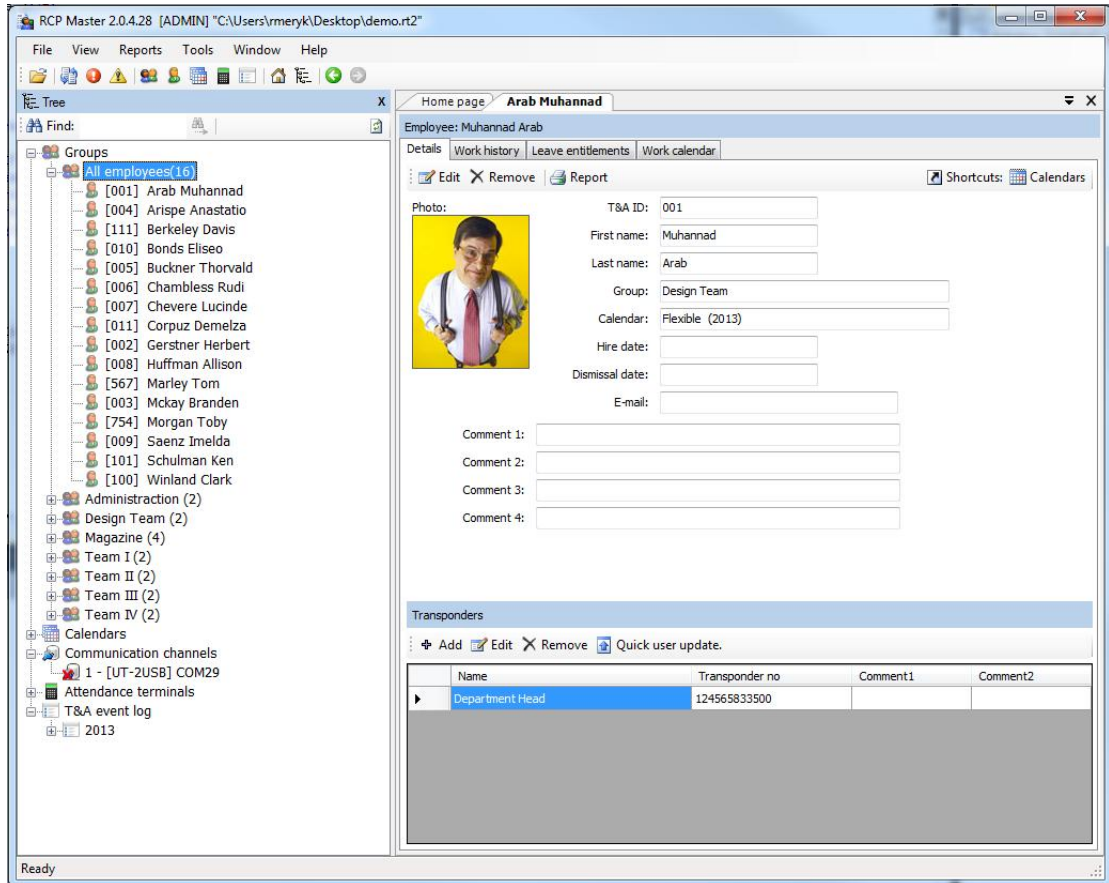 RCP Master 2.0.4.28 [ADMIN] "C:\Users\rmeryk\Desktop\demo.rt2"
File View Reports Tools Window Help
Tree X
Find:
Groups
All employees(16)
[001] Arab Muhannad
[004] Arispe Anastatio
[111] Berkeley Davis
[010] Bonds Eliseo
[005] Buckner Thorvald
[006] Chambless Rudi
[007] Chevere Lucinde
[011] Corpuz Demelza
[002] Gerstner Herbert
[008] Huffman Allison
[567] Marley Tom
[003] Mckay Branden
[754] Morgan Toby
[009] Saenz Imelda
[101] Schulman Ken
[100] Winland Clark
Administraction (2)
Design Team (2)
Magazine (4)
Team I (2)
Team II (2)
Team III (2)
Team IV (2)
Calendars
Communication channels
1 - [UT-2USB] COM29
Attendance terminals
T&A event log
2013
Home page Arab Muhannad
Employee: Muhannad Arab
Details Work history Leave entitlements Work calendar
Edit Remove Report Shortcuts: Calendars
Photo:
T&A ID: 001
First name: Muhannad
Last name: Arab
Group: Design Team
Calendar: Flexible (2013)
Hire date:
Dismissal date:
E-mail:
Comment 1:
Comment 2:
Comment 3:
Comment 4:
Transponders
Add Edit Remove Quick user update.
Name Transponder no Comment1 Comment2
Department Head 124565833500
Ready